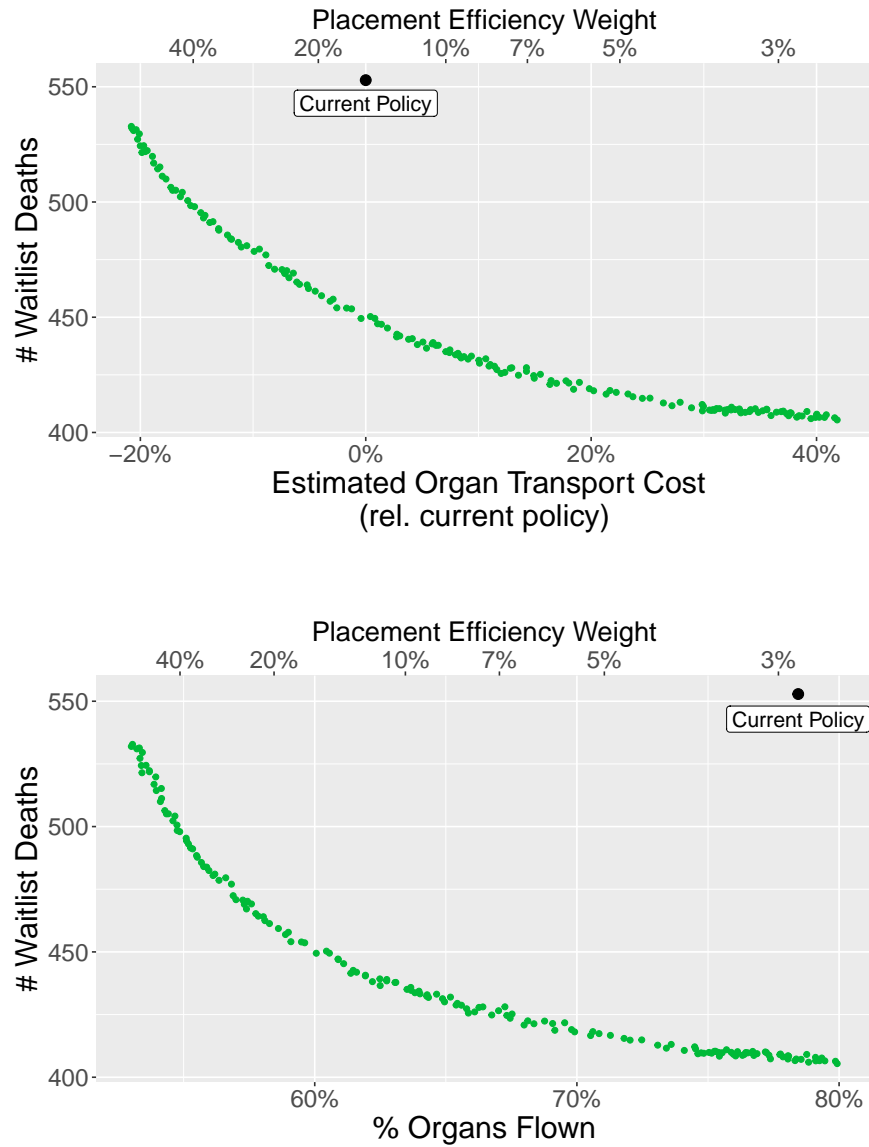 Placement Efficiency Weight
40% 20% 10% 7% 5% 3%
550
Current Policy
# Waitlist Deaths
500
450
400
−20% 0% 20% 40%
Estimated Organ Transport Cost
(rel. current policy)
Placement Efficiency Weight
40% 20% 10% 7% 5% 3%
550
Current Policy
# Waitlist Deaths
500
450
400
60% 70% 80%
% Organs Flown